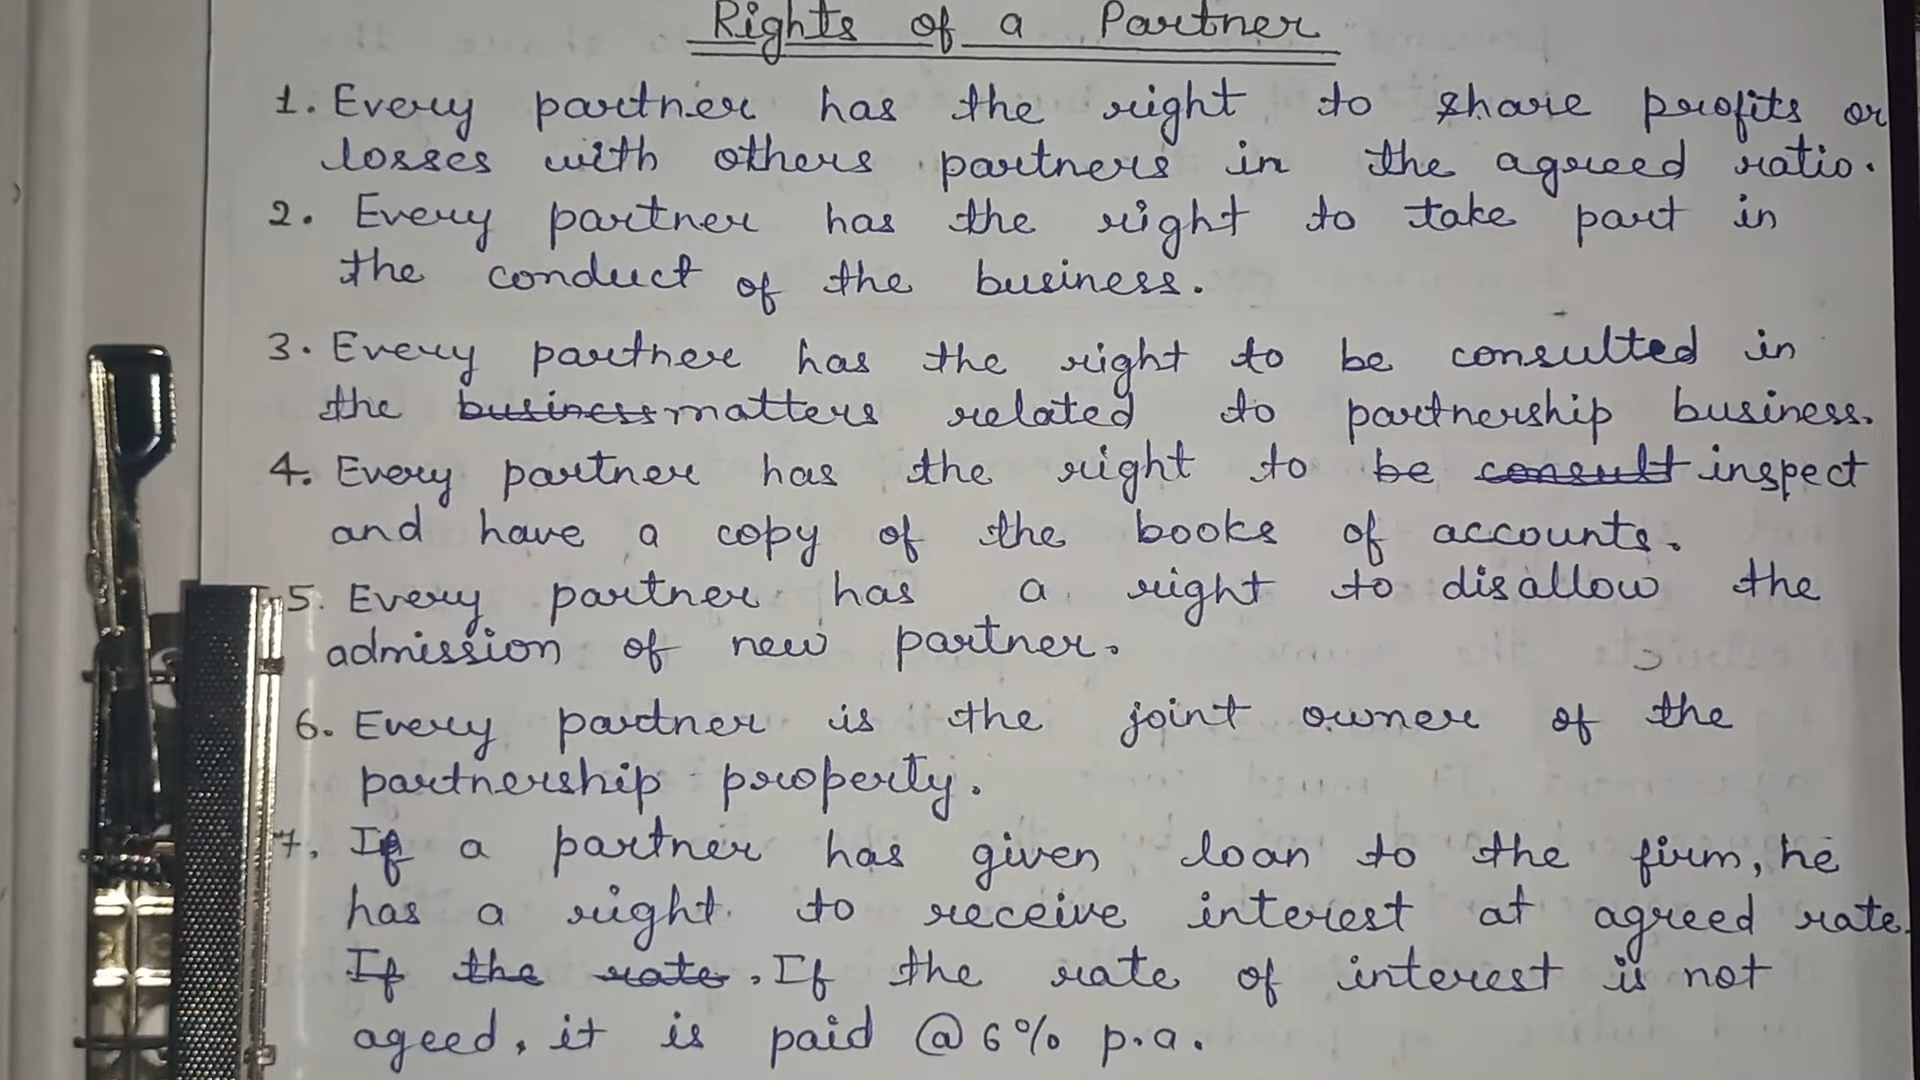 Rights of a Partner
1. Every partner has the right to share profits or
losses with others partners in the agreed ratio.
2. Every partner has the right to take part in
the conduct of the business.
3. Every partner has the right to be consulted in
the business matters related to partnership business.
4. Every partner has the right to be consult inspect
and have a copy of the books of accounts.
5. Every partner has a right to disallow the
admission of new partner.
6. Every partner is the joint owner of the
partnership property.
7. If a partner has given loan to the firm, he
has a right to receive interest at agreed rate.
If the rate. If the rate of interest is not
ageed, it is paid @ 6% p.a.